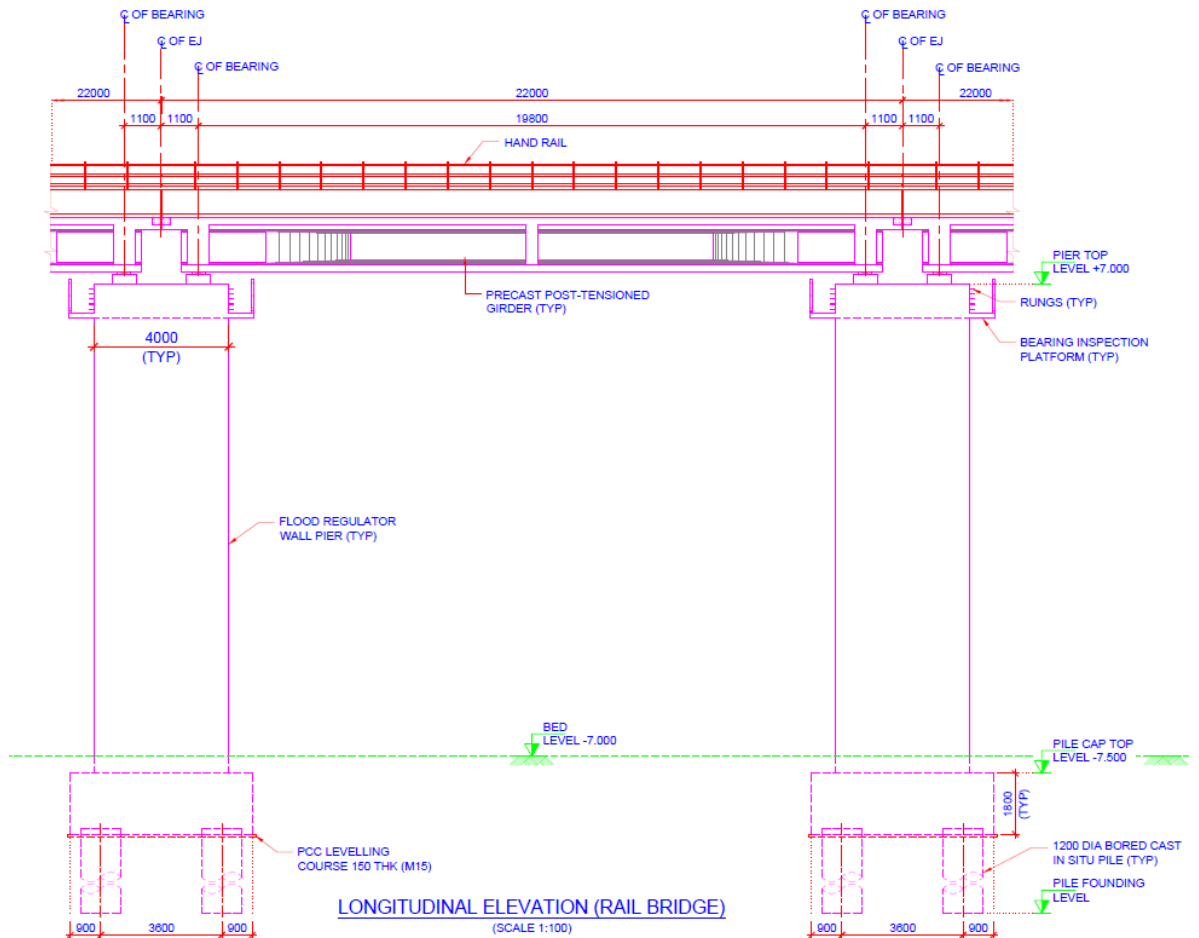 ℄ OF BEARING
℄ OF EJ
℄ OF BEARING
℄ OF BEARING
℄ OF EJ
℄ OF BEARING
22000
22000
22000
1100
1100
19800
1100
1100
HAND RAIL
PRECAST POST-TENSIONED
GIRDER (TYP)
PIER TOP
LEVEL +7.000
RUNGS (TYP)
BEARING INSPECTION
PLATFORM (TYP)
4000
(TYP)
FLOOD REGULATOR
WALL PIER (TYP)
BED
LEVEL -7.000
PILE CAP TOP
LEVEL -7.500
1800
(TYP)
PCC LEVELLING
COURSE 150 THK (M15)
1200 DIA BORED CAST
IN SITU PILE (TYP)
PILE FOUNDING
LEVEL
900
3600
900
900
3600
900
LONGITUDINAL ELEVATION (RAIL BRIDGE)
(SCALE 1:100)